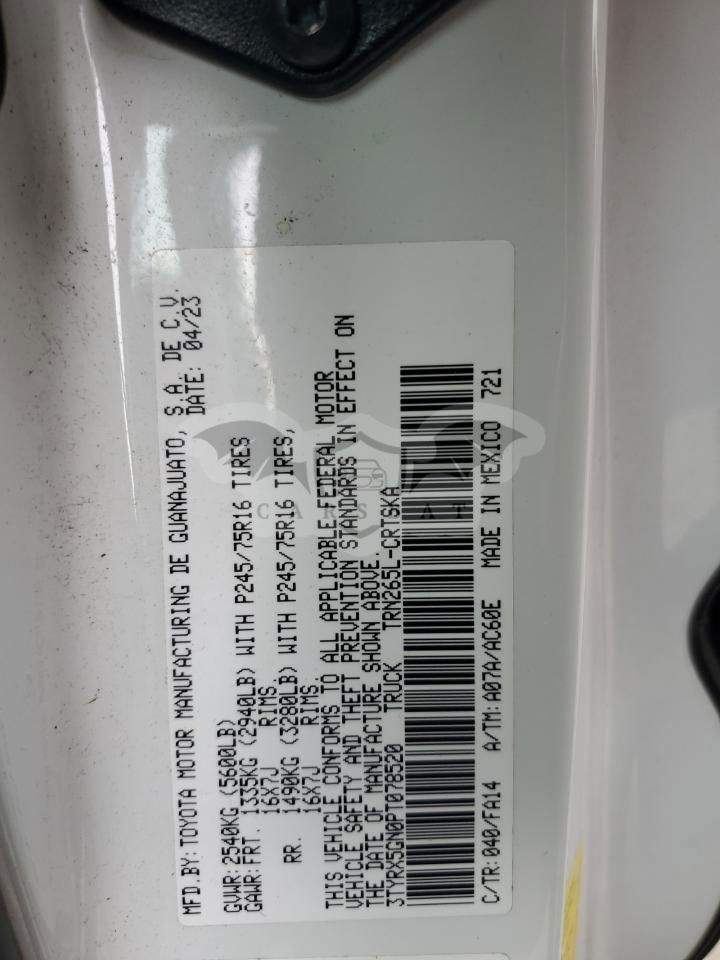 MFD.BY: TOYOTA MOTOR MANUFACTURING DE GUANAJUATO, S.A. DE C.V.
DATE: 04/23
GVWR: 2540KG (5600LB)
GAWR: FRT. 1335KG (2940LB) WITH P245/75R16 TIRES
16X7J RIMS.
RR. 1490KG (3280LB) WITH P245/75R16 TIRES,
16X7J RIMS.
THIS VEHICLE CONFORMS TO ALL APPLICABLE FEDERAL MOTOR
VEHICLE SAFETY AND THEFT PREVENTION STANDARDS IN EFFECT ON
THE DATE OF MANUFACTURE SHOWN ABOVE.
3TYRX5GN0PT078520 TRUCK TRN265L-CRTSKA
C/TR: 040/FA14 A/TM: A07A/AC60E MADE IN MEXICO 721